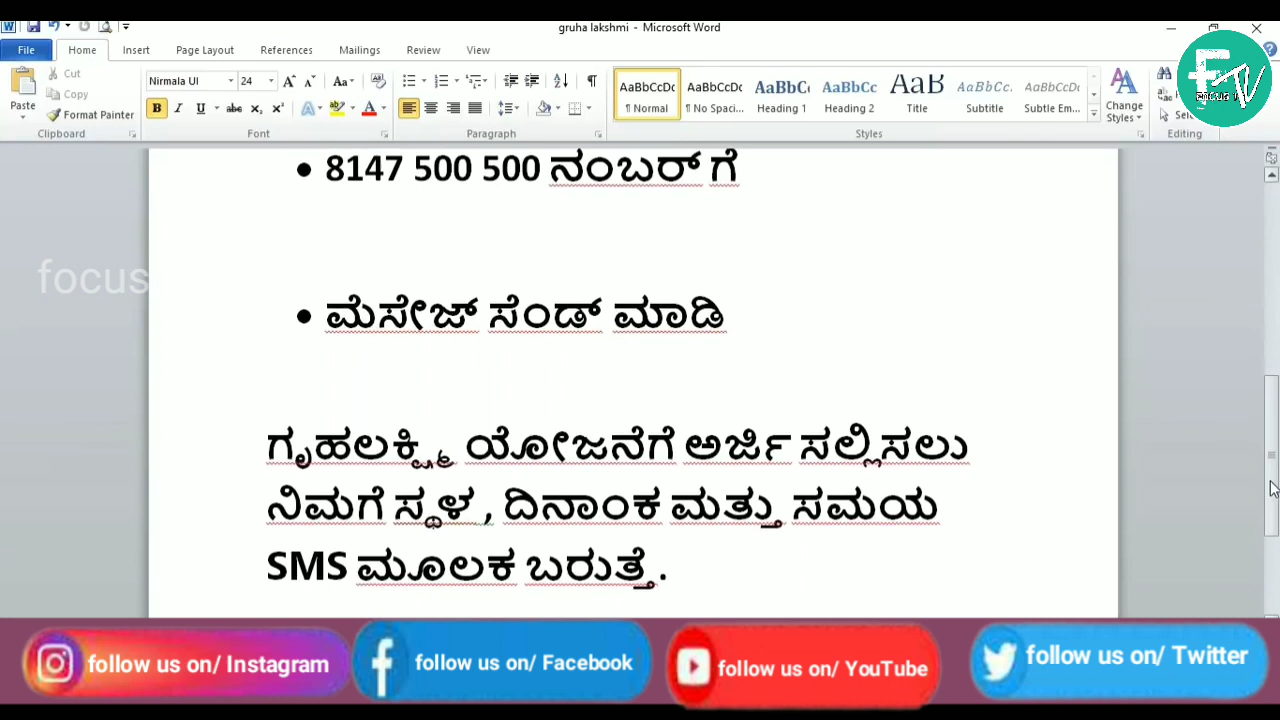 gruha lakshmi - Microsoft Word
File Home Insert Page Layout References Mailings Review View
Cut
Copy
Format Painter
Paste
Nirmala UI 24
AaBbCcDc AaBbCcDc AaBbC AaBbCc AaB AaBbCc. AaBbCcDc
¶ Normal ¶ No Spaci... Heading 1 Heading 2 Title Subtitle Subtle Em...
Change Styles
Clipboard Font Paragraph Styles Editing
• 8147 500 500 ನಂಬರ್ ಗೆ
focus
• ಮೆಸೇಜ್ ಸೆಂಡ್ ಮಾಡಿ
ಗೃಹಲಕ್ಷ್ಮಿ ಯೋಜನೆಗೆ ಅರ್ಜಿ ಸಲ್ಲಿಸಲು
ನಿಮಗೆ ಸ್ಥಳ , ದಿನಾಂಕ ಮತ್ತು ಸಮಯ
SMS ಮೂಲಕ ಬರುತ್ತೆ.
follow us on/ Instagram
follow us on/ Facebook
follow us on/ YouTube
follow us on/ Twitter